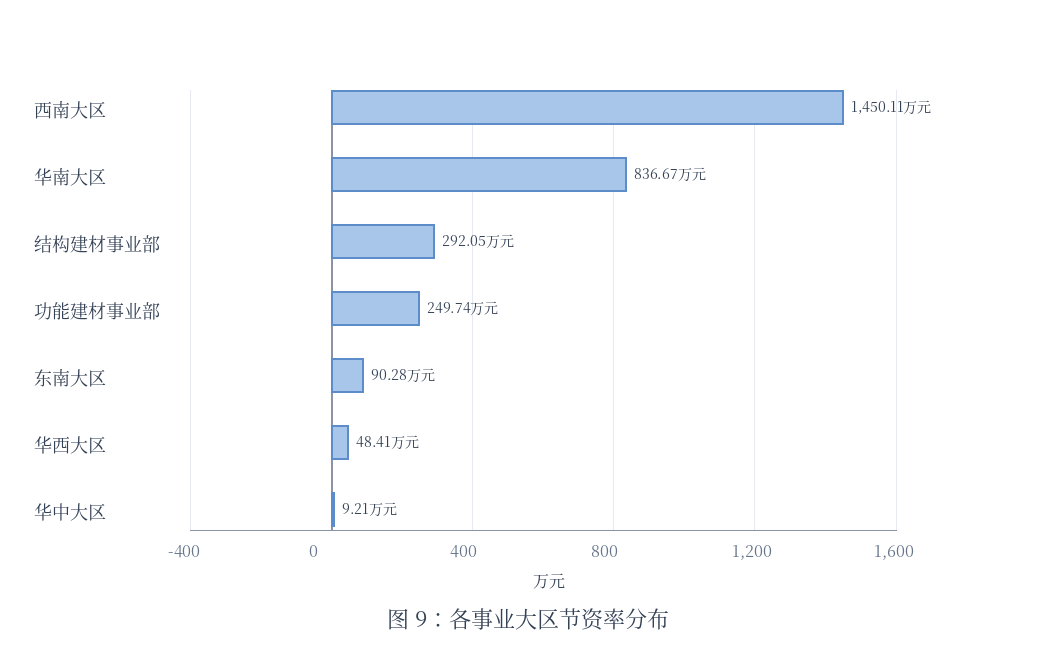 西南大区
1,450.11万元
华南大区
836.67万元
结构建材事业部
292.05万元
功能建材事业部
249.74万元
东南大区
90.28万元
华西大区
48.41万元
华中大区
9.21万元
-400 0 400 800 1,200 1,600
万元
图 9：各事业大区节资率分布